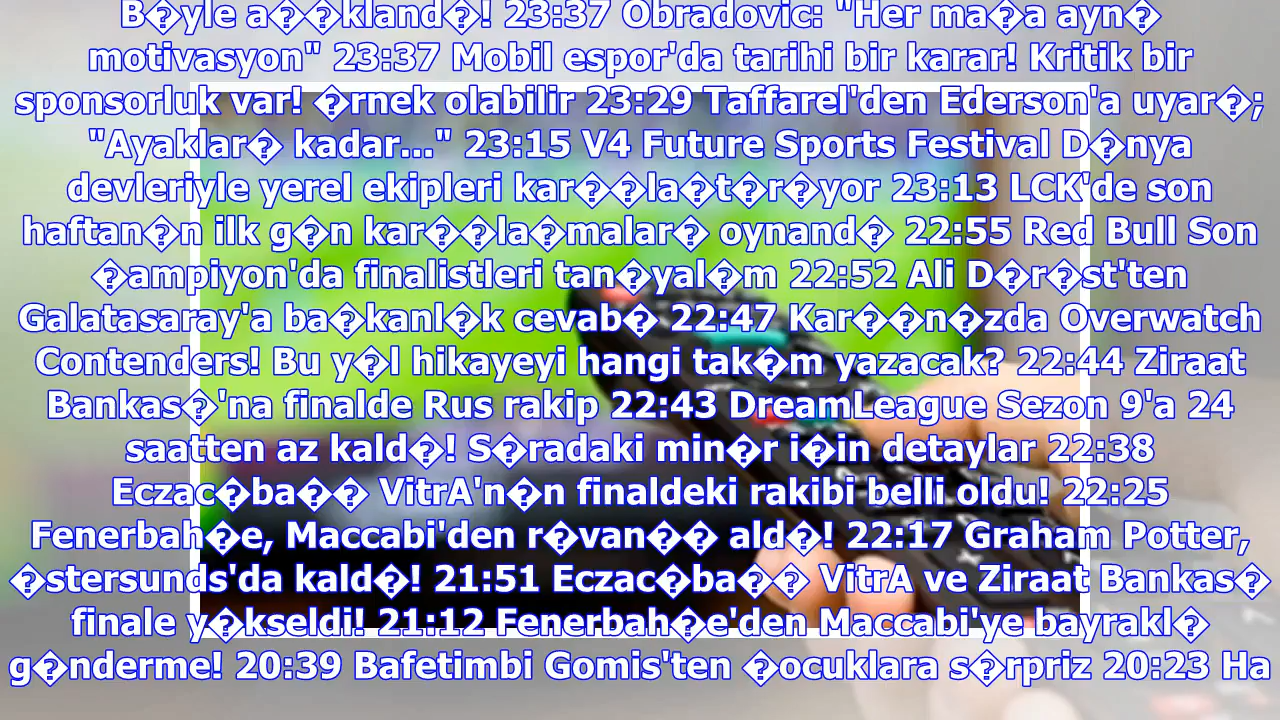 B�yle a��kland�! 23:37 Obradovic: "Her ma�a ayn�
motivasyon" 23:37 Mobil espor'da tarihi bir karar! Kritik bir
sponsorluk var! �rnek olabilir 23:29 Taffarel'den Ederson'a uyar�;
"Ayaklar� kadar..." 23:15 V4 Future Sports Festival D�nya
devleriyle yerel ekipleri kar��la�t�r�yor 23:13 LCK'de son
haftan�n ilk g�n kar��la�malar� oynand� 22:55 Red Bull Son
�ampiyon'da finalistleri tan�yal�m 22:52 Ali D�r�st'ten
Galatasaray'a ba�kanl�k cevab� 22:47 Kar��n�zda Overwatch
Contenders! Bu y�l hikayeyi hangi tak�m yazacak? 22:44 Ziraat
Bankas�'na finalde Rus rakip 22:43 DreamLeague Sezon 9'a 24
saatten az kald�! S�radaki min�r i�in detaylar 22:38
Eczac�ba�� VitrA'n�n finaldeki rakibi belli oldu! 22:25
Fenerbah�e, Maccabi'den r�van�� ald�! 22:17 Graham Potter,
�stersunds'da kald�! 21:51 Eczac�ba�� VitrA ve Ziraat Bankas�
finale y�kseldi! 21:12 Fenerbah�e'den Maccabi'ye bayrakl�
g�nderme! 20:39 Bafetimbi Gomis'ten �ocuklara s�rpriz 20:23 Ha